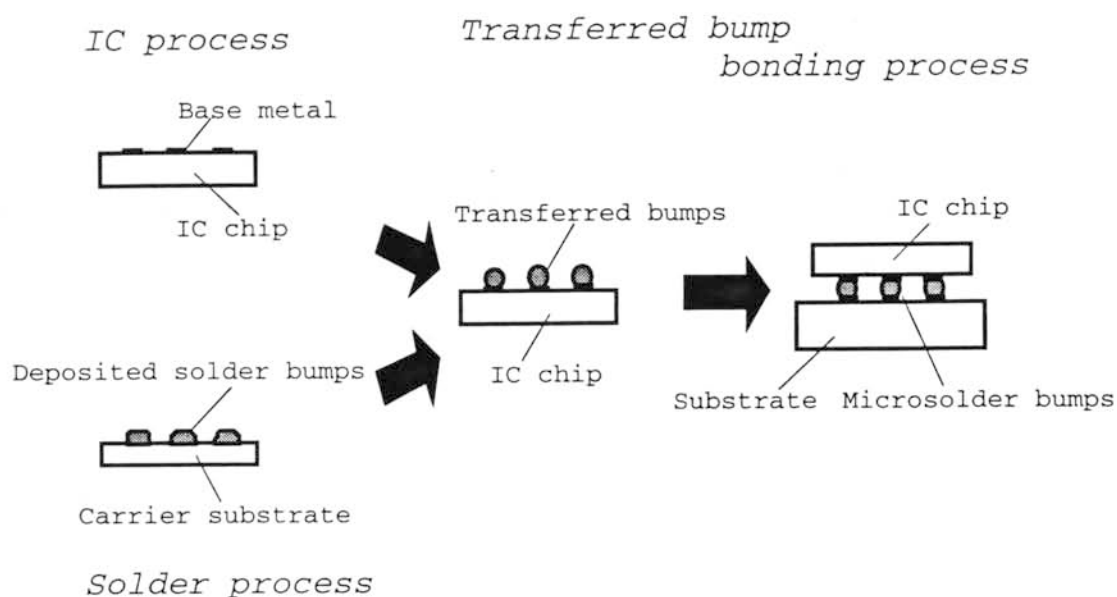 IC process
Transferred bump
bonding process
Base metal
IC chip
Transferred bumps
IC chip
IC chip
Deposited solder bumps
Substrate
Microsolder bumps
Carrier substrate
Solder process